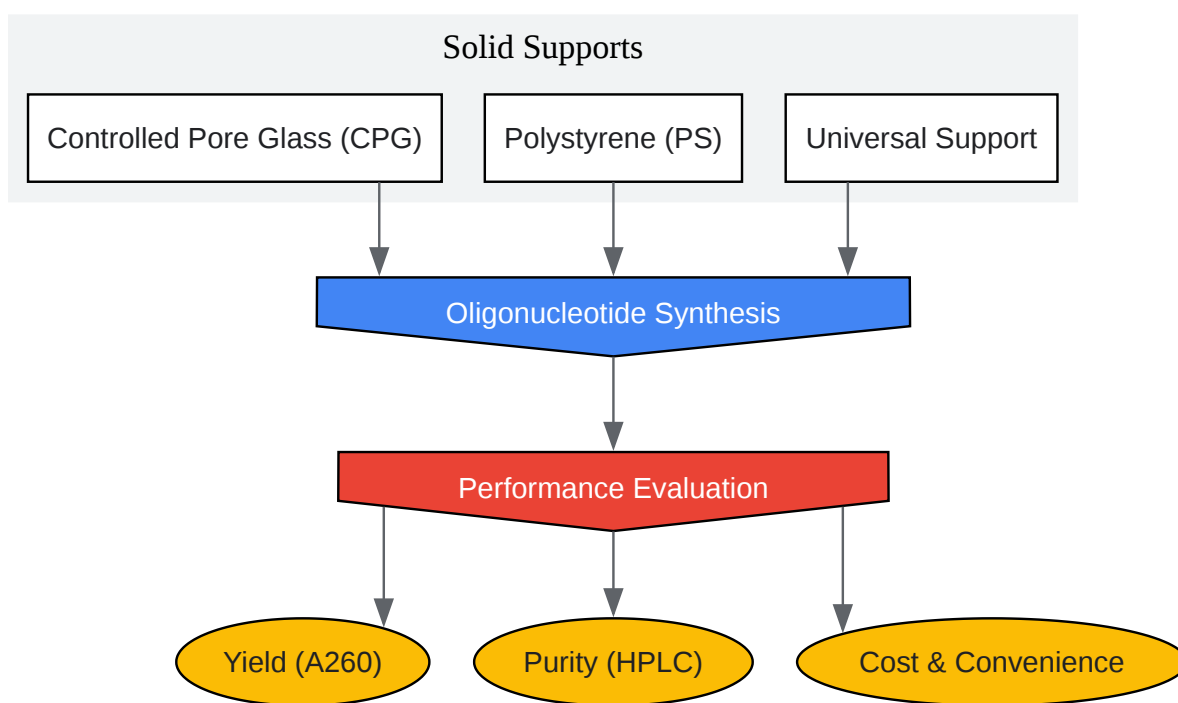 Solid Supports
Controlled Pore Glass (CPG)
Polystyrene (PS)
Universal Support
Oligonucleotide Synthesis
Performance Evaluation
Yield (A260)
Purity (HPLC)
Cost & Convenience